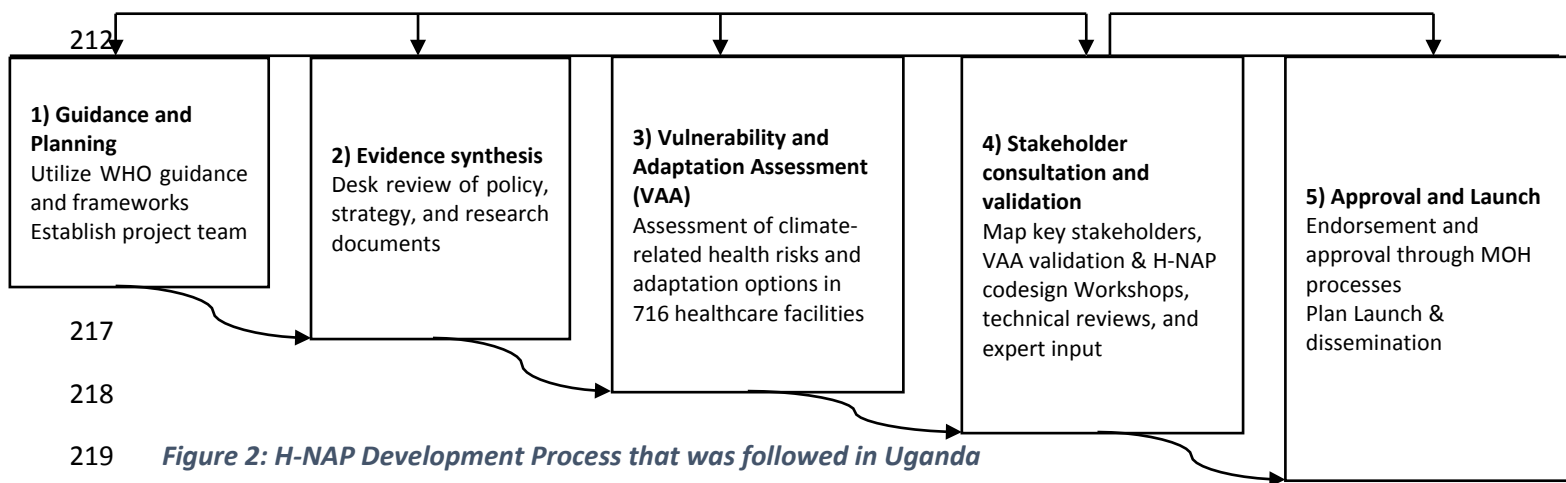 212
1) Guidance and
Planning
Utilize WHO guidance
and frameworks
Establish project team
2) Evidence synthesis
Desk review of policy,
strategy, and research
documents
3) Vulnerability and
Adaptation Assessment
(VAA)
Assessment of climate-
related health risks and
adaptation options in
716 healthcare facilities
4) Stakeholder
consultation and
validation
Map key stakeholders,
VAA validation & H-NAP
codesign Workshops,
technical reviews, and
expert input
5) Approval and Launch
Endorsement and
approval through MOH
processes
Plan Launch &
dissemination
217
218
219 Figure 2: H-NAP Development Process that was followed in Uganda